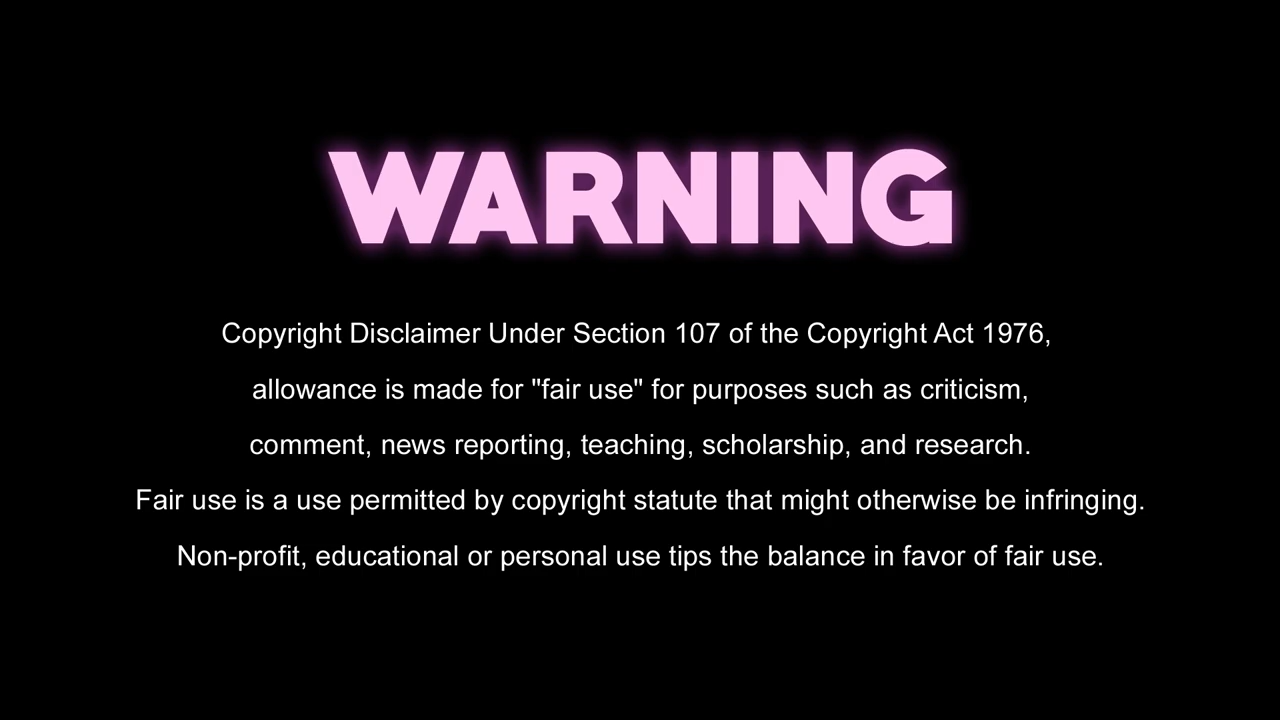 WARNING
Copyright Disclaimer Under Section 107 of the Copyright Act 1976,
allowance is made for "fair use" for purposes such as criticism,
comment, news reporting, teaching, scholarship, and research.
Fair use is a use permitted by copyright statute that might otherwise be infringing.
Non-profit, educational or personal use tips the balance in favor of fair use.